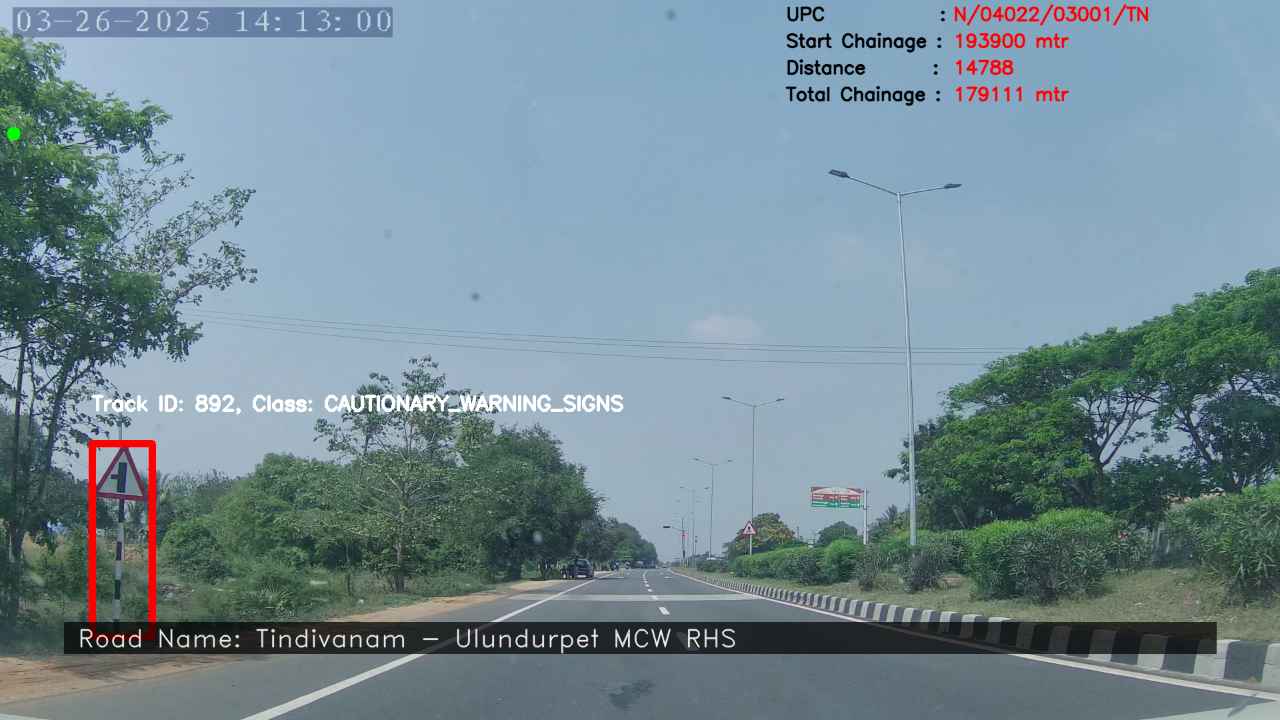 03-26-2025 14:13:00
UPC : N/04022/03001/TN
Start Chainage : 193900 mtr
Distance : 14788
Total Chainage : 179111 mtr
Track ID: 892, Class: CAUTIONARY_WARNING_SIGNS
Road Name: Tindivanam - Ulundurpet MCW RHS